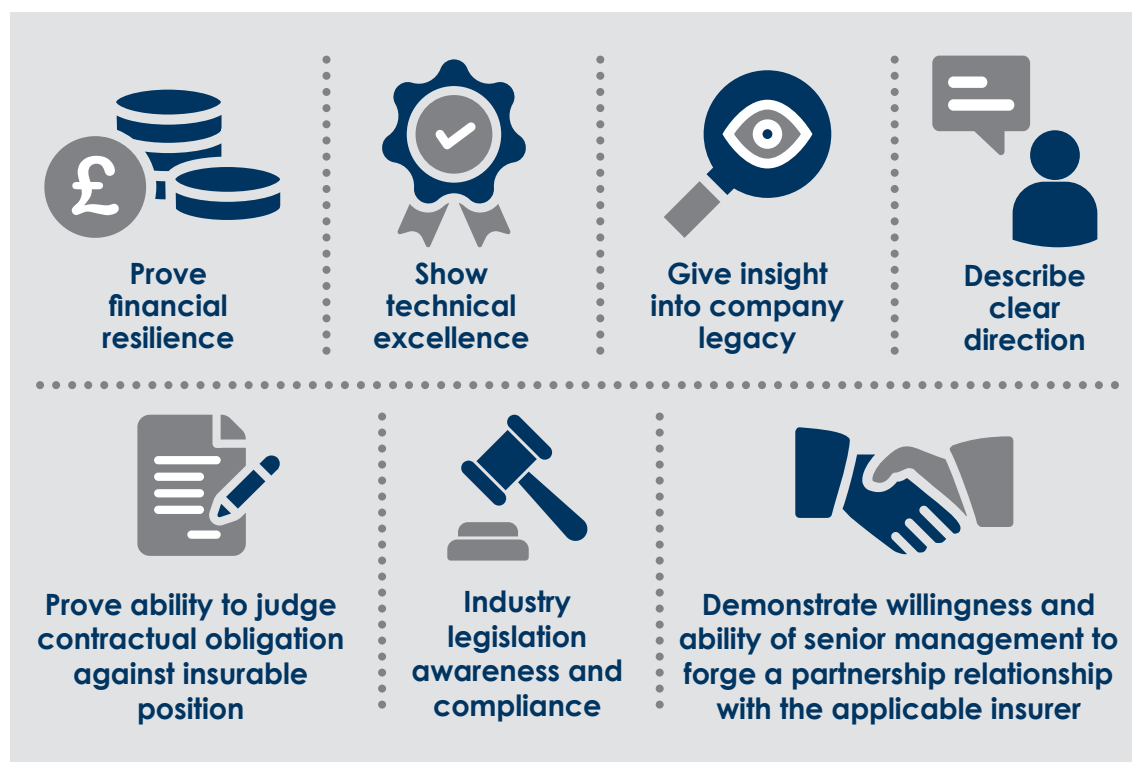 £
Prove
financial
resilience
Show
technical
excellence
Give insight
into company
legacy
Describe
clear
direction
Prove ability to judge
contractual obligation
against insurable
position
Industry
legislation
awareness and
compliance
Demonstrate willingness and
ability of senior management to
forge a partnership relationship
with the applicable insurer